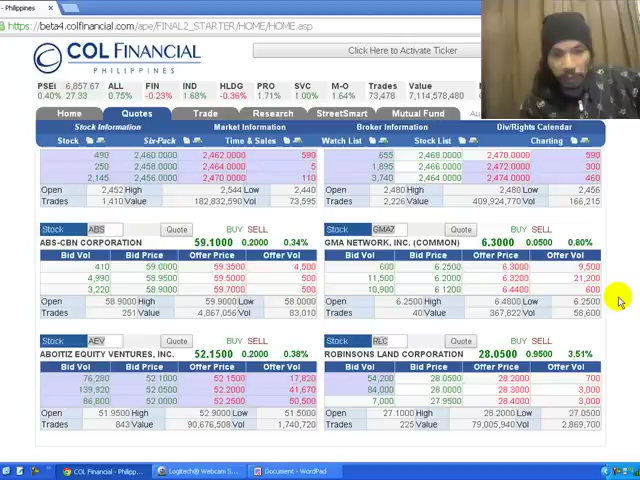 Philippines
https://beta4.colfinancial.com/ape/FINAL2_STARTER/HOME/HOME.asp
COL FINANCIAL
PHILIPPINES
Click Here to Activate Ticker
PSEi 6,857.67 ALL FIN IND HLDG PRO SVC M-O Trades Value
0.40% 27.33 0.75% -0.23% 1.68% -0.36% 1.71% 1.00% 1.64% 73,478 7,114,578,480
Home Quotes Trade Research StreetSmart Mutual Fund
Stock Information Market Information Broker Information Div/Rights Calendar
Stock Six-Pack Time & Sales Watch List Stock List Charting
490 2,460.0000 2,462.0000 590 655 2,468.0000 2,470.0000 590
250 2,458.0000 2,464.0000 5 1,895 2,466.0000 2,472.0000 300
2,145 2,456.0000 2,470.0000 110 3,740 2,464.0000 2,474.0000 460
Open 2,452 High 2,544 Low 2,440 Open 2,480 High 2,480 Low 2,456
Trades 1,410 Value 182,832,590 Vol 73,595 Trades 2,226 Value 409,924,770 Vol 166,215
Stock ABS Quote BUY SELL Stock GMA7 Quote BUY SELL
ABS-CBN CORPORATION 59.1000 0.2000 0.34% GMA NETWORK, INC. (COMMON) 6.3000 0.0500 0.80%
Bid Vol Bid Price Offer Price Offer Vol Bid Vol Bid Price Offer Price Offer Vol
410 59.0000 59.3500 4,500 600 6.2500 6.3000 9,500
4,990 58.9500 59.6500 500 11,500 6.2100 6.3200 21,200
3,220 58.9000 59.7000 500 10,900 6.1200 6.4400 600
Open 58.9000 High 59.9000 Low 58.0000 Open 6.2500 High 6.4800 Low 6.2500
Trades 251 Value 4,867,056 Vol 83,010 Trades 40 Value 367,822 Vol 58,600
Stock AEV Quote BUY SELL Stock RLC Quote BUY SELL
ABOITIZ EQUITY VENTURES, INC. 52.1500 0.2000 0.38% ROBINSONS LAND CORPORATION 28.0500 0.9500 3.51%
Bid Vol Bid Price Offer Price Offer Vol Bid Vol Bid Price Offer Price Offer Vol
76,280 52.1000 52.1500 17,820 54,200 28.0500 28.2000 700
139,920 52.0500 52.2000 41,670 84,000 28.0000 28.3000 3,000
86,800 52.0000 52.2500 50,500 7,000 27.9500 28.4000 3,000
Open 51.9500 High 52.9000 Low 51.5000 Open 27.1000 High 28.2000 Low 27.0500
Trades 843 Value 90,676,508 Vol 1,740,720 Trades 225 Value 79,005,940 Vol 2,869,700
COL Financial - Philipp... Logitech® Webcam S... Document - WordPad